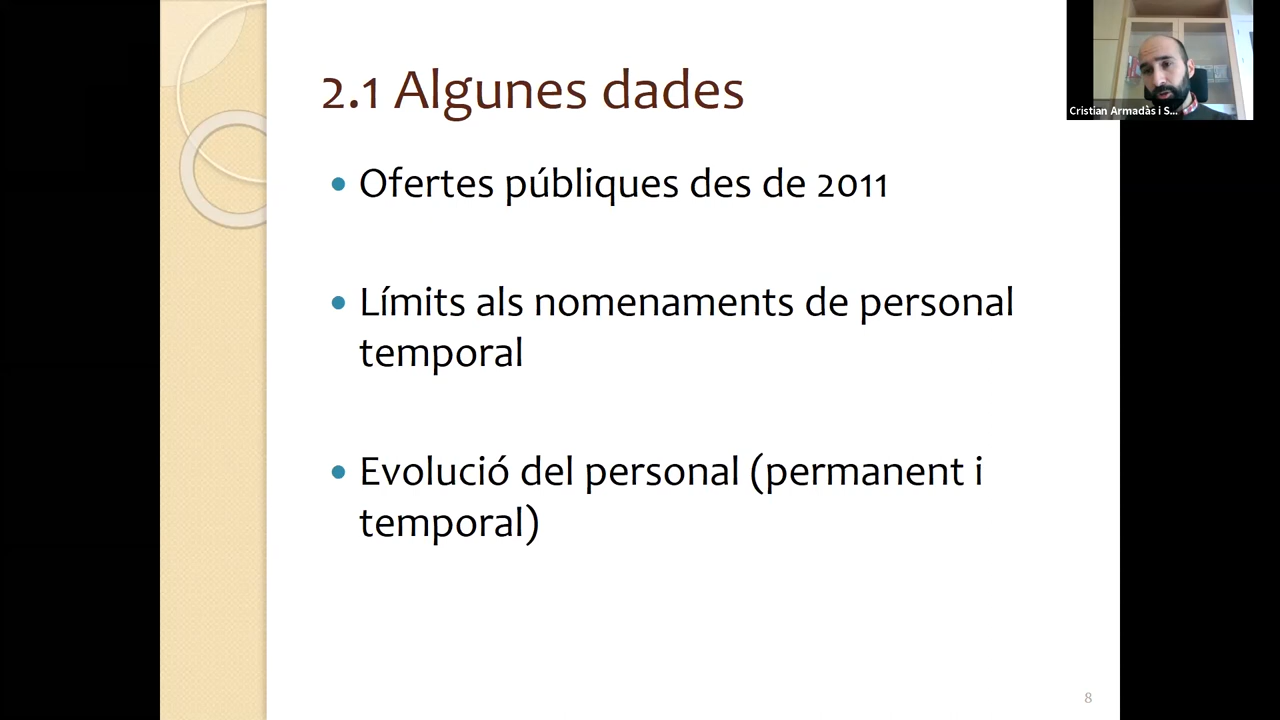 2.1 Algunes dades
Cristian Armadàs i S...
• Ofertes públiques des de 2011
• Límits als nomenaments de personal
temporal
• Evolució del personal (permanent i
temporal)
8